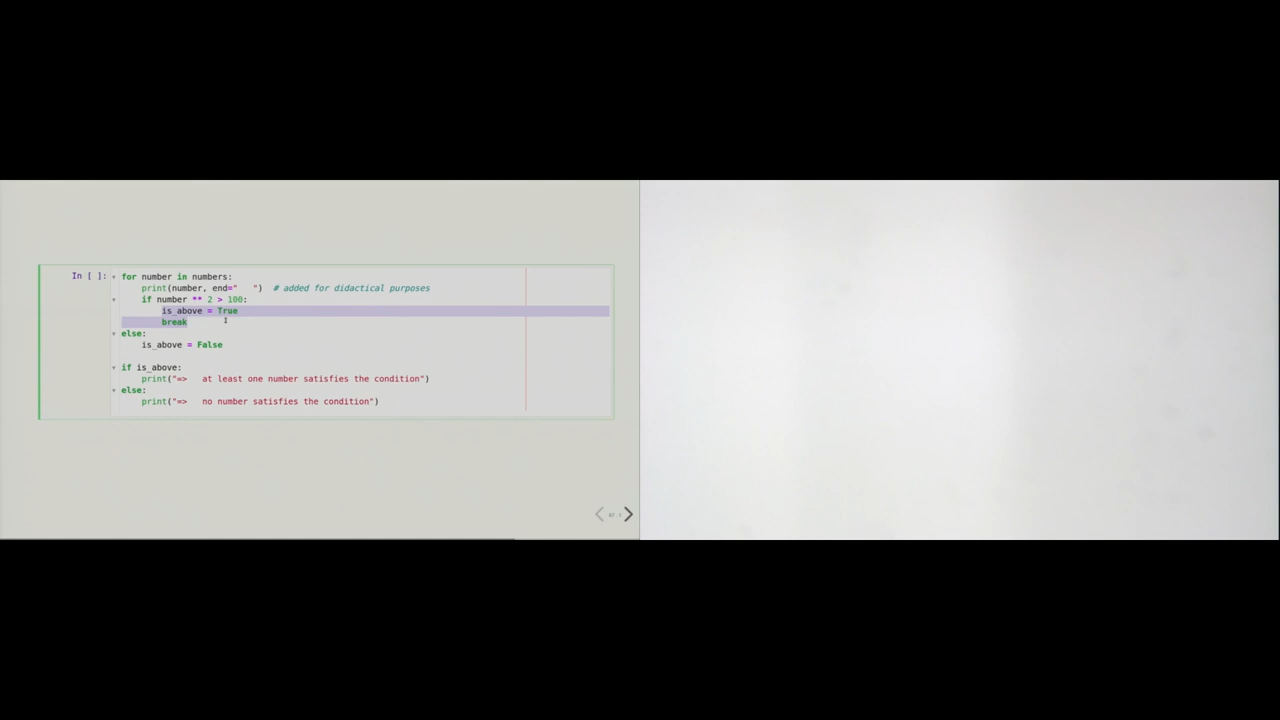 In [ ]:
for number in numbers:
    print(number, end="   ")  # added for didactical purposes
    if number ** 2 > 100:
        is_above = True
        break
else:
    is_above = False
if is_above:
    print("=>   at least one number satisfies the condition")
else:
    print("=>   no number satisfies the condition")